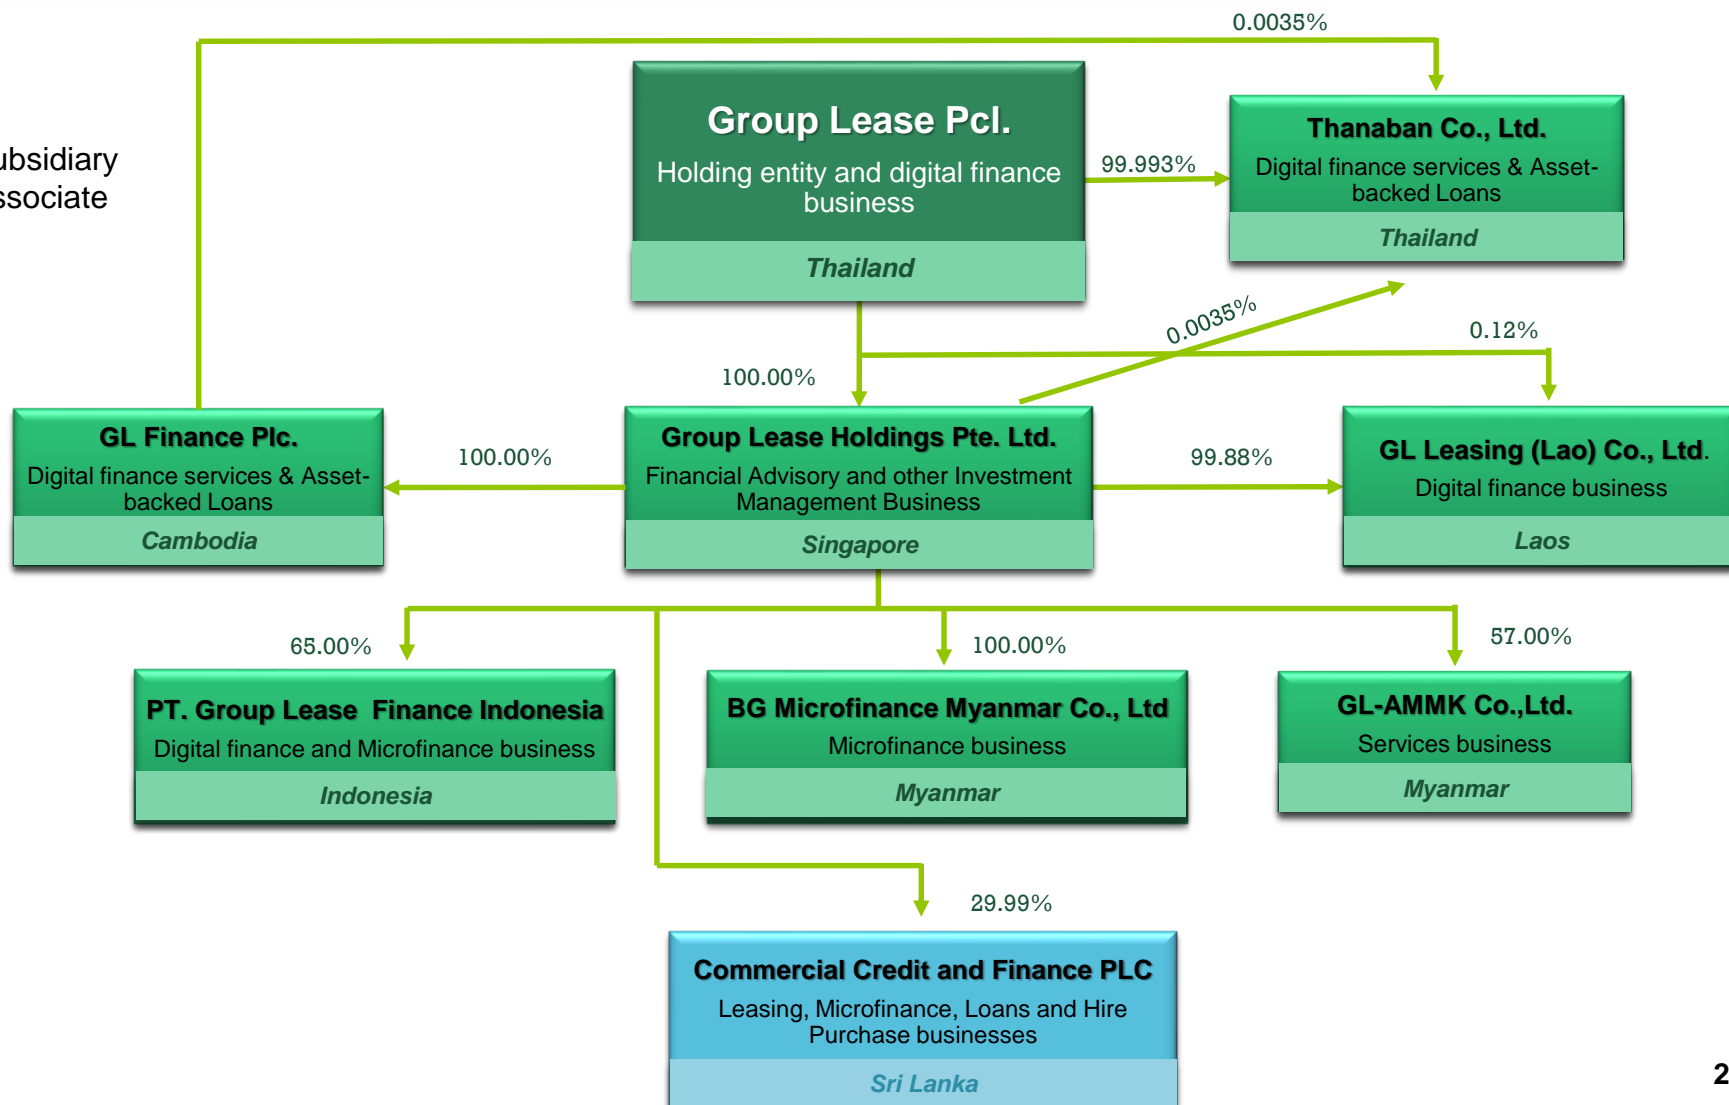 0.0035%
Group Lease Pcl.
Holding entity and digital finance
business
Thailand
99.993%
Thanaban Co., Ltd.
Digital finance services & Asset-
backed Loans
Thailand
ubsidiary
ssociate
0.0035%
0.12%
100.00%
GL Finance Plc.
Digital finance services & Asset-
backed Loans
Cambodia
100.00%
Group Lease Holdings Pte. Ltd.
Financial Advisory and other Investment
Management Business
Singapore
99.88%
GL Leasing (Lao) Co., Ltd.
Digital finance business
Laos
65.00%
100.00%
57.00%
PT. Group Lease  Finance Indonesia
Digital finance and Microfinance business
Indonesia
BG Microfinance Myanmar Co., Ltd
Microfinance business
Myanmar
GL-AMMK Co.,Ltd.
Services business
Myanmar
29.99%
Commercial Credit and Finance PLC
Leasing, Microfinance, Loans and Hire
Purchase businesses
Sri Lanka
2